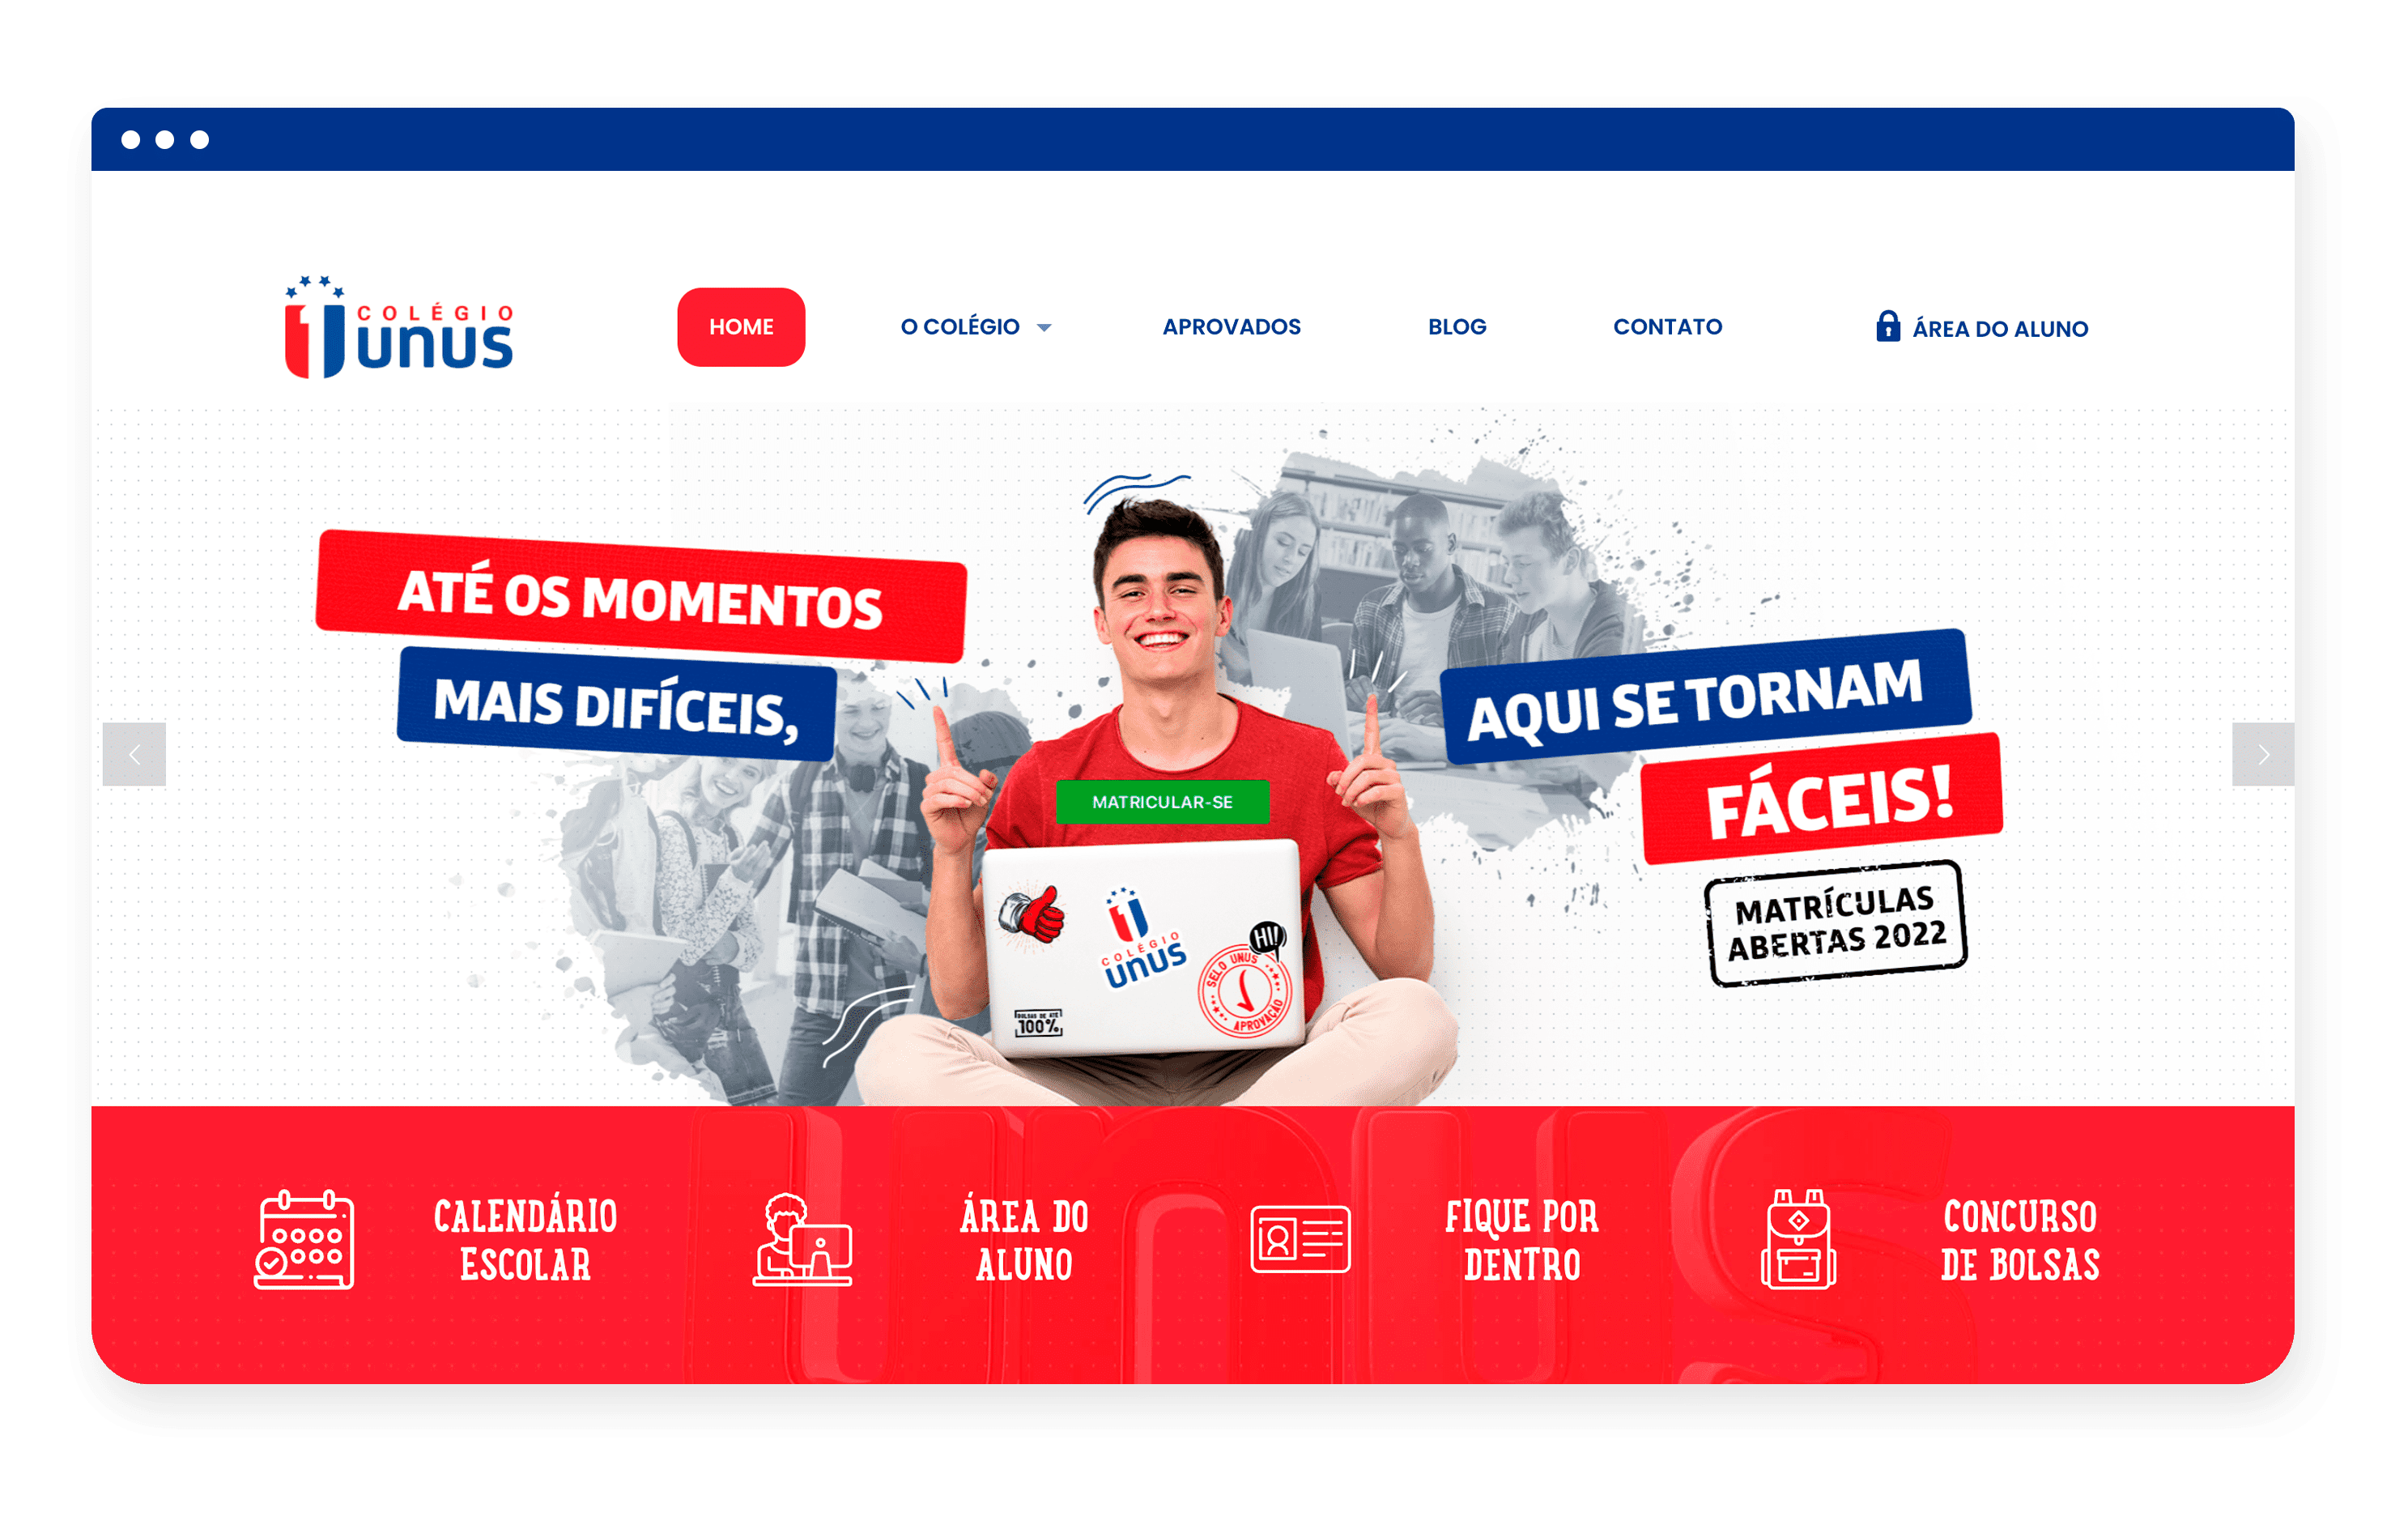 COLÉGIO
unus
HOME
O COLÉGIO
APROVADOS
BLOG
CONTATO
ÁREA DO ALUNO
ATÉ OS MOMENTOS
MAIS DIFÍCEIS,
AQUI SE TORNAM
FÁCEIS!
MATRÍCULAS
ABERTAS 2022
MATRICULAR-SE
COLÉGIO
unus
HI!
SELO UNUS
APROVAÇÃO
BOLSAS DE ATÉ
100%
unus
CALENDÁRIO
ESCOLAR
ÁREA DO
ALUNO
FIQUE POR
DENTRO
CONCURSO
DE BOLSAS